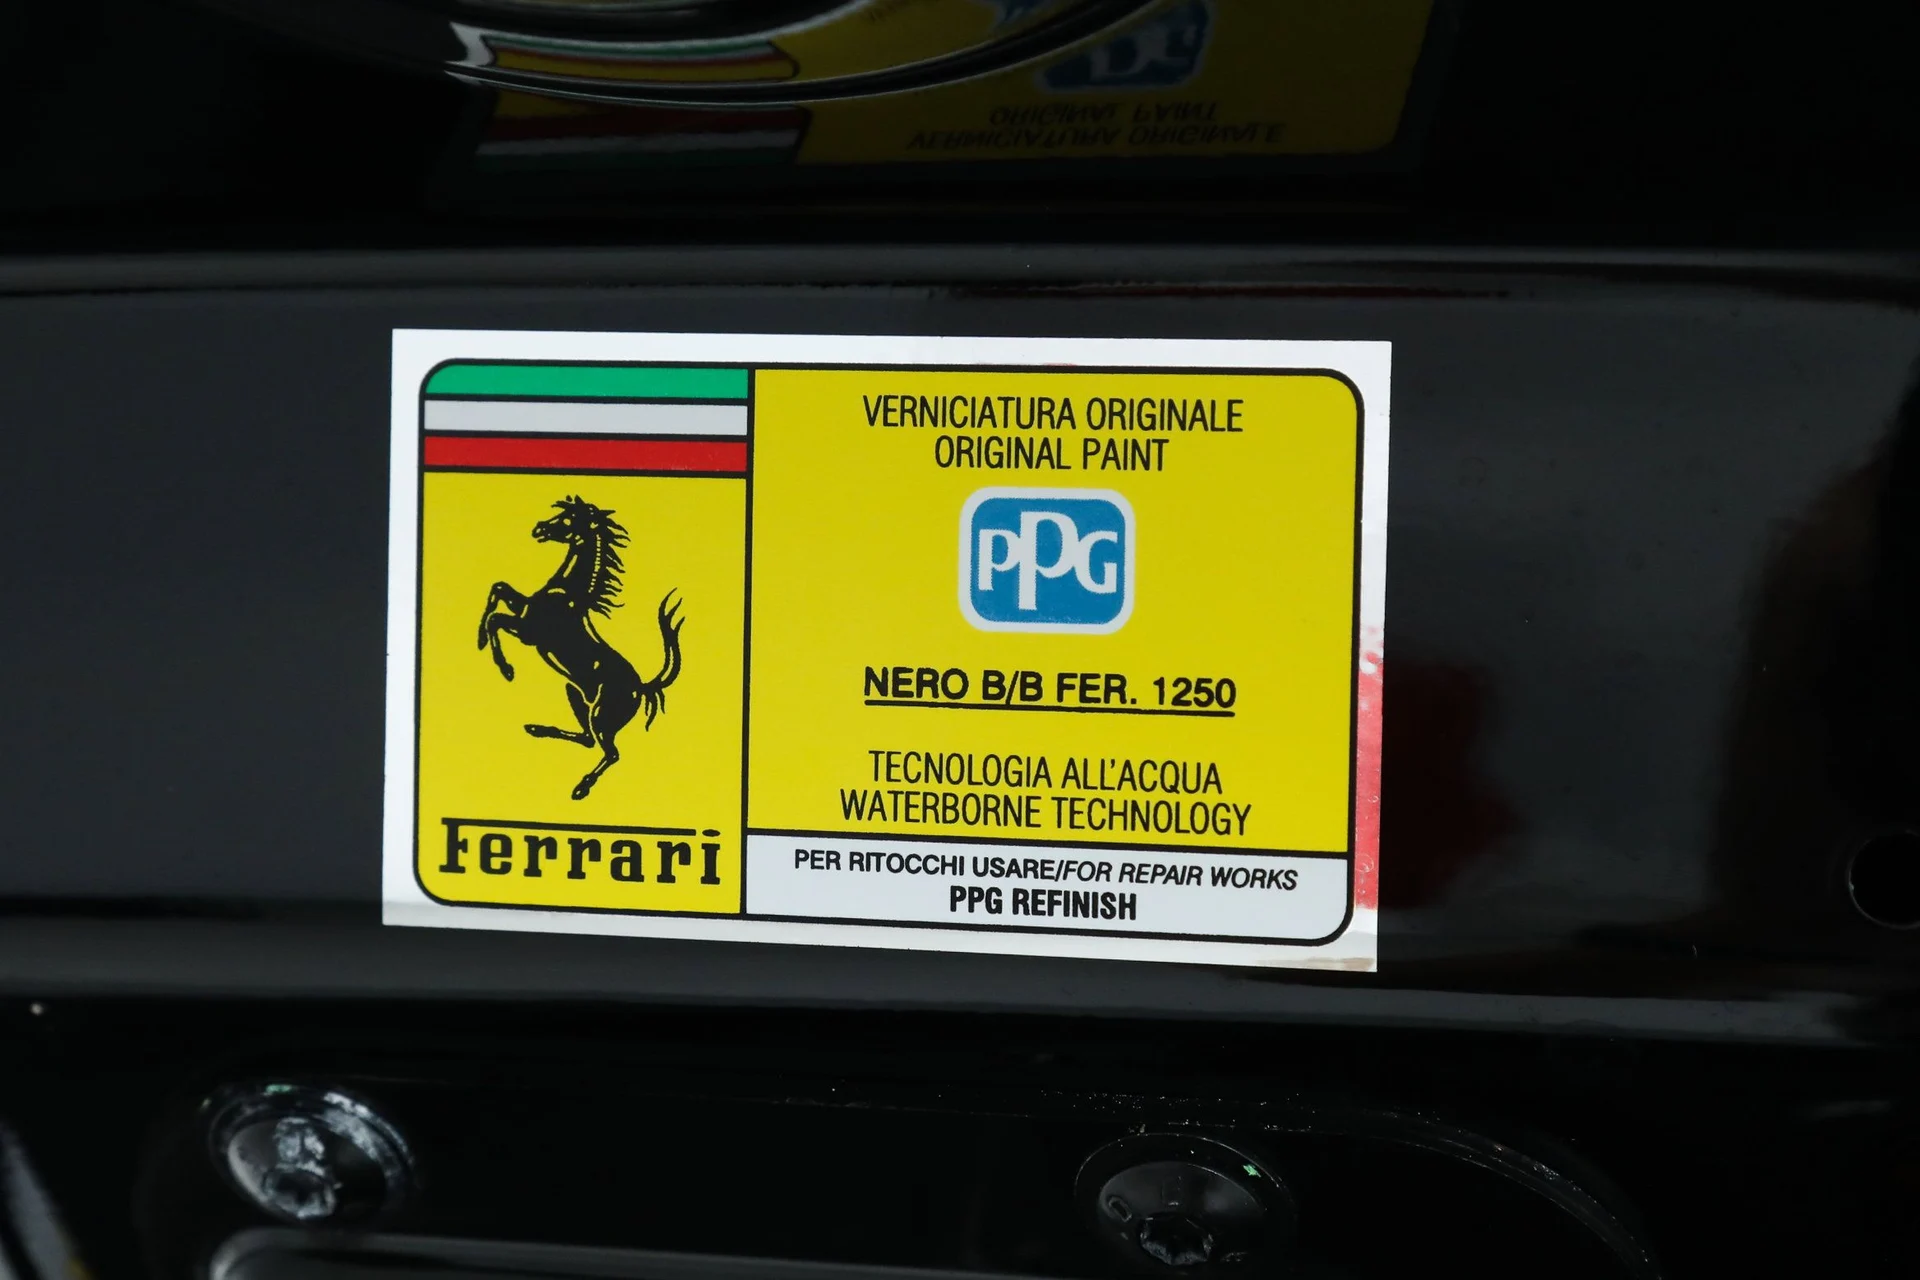 VERNICIATURA ORIGINALE
ORIGINAL PAINT
PPG
NERO B/B FER. 1250
TECNOLOGIA ALL'ACQUA
WATERBORNE TECHNOLOGY
Ferrari
PER RITOCCHI USARE/FOR REPAIR WORKS
PPG REFINISH